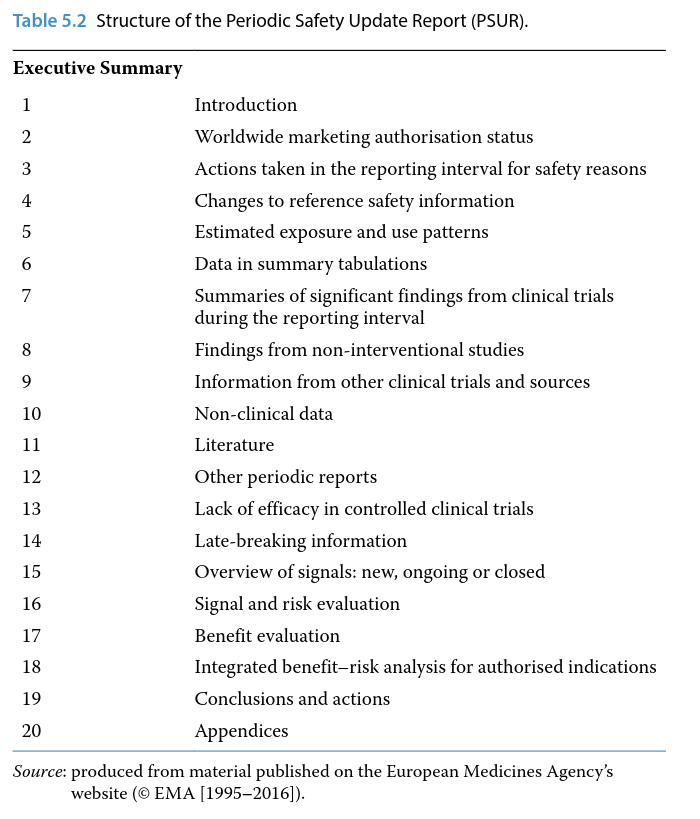 Table 5.2 Structure of the Periodic Safety Update Report (PSUR).
Executive Summary
1 Introduction
2 Worldwide marketing authorisation status
3 Actions taken in the reporting interval for safety reasons
4 Changes to reference safety information
5 Estimated exposure and use patterns
6 Data in summary tabulations
7 Summaries of significant findings from clinical trials
during the reporting interval
8 Findings from non-interventional studies
9 Information from other clinical trials and sources
10 Non-clinical data
11 Literature
12 Other periodic reports
13 Lack of efficacy in controlled clinical trials
14 Late-breaking information
15 Overview of signals: new, ongoing or closed
16 Signal and risk evaluation
17 Benefit evaluation
18 Integrated benefit–risk analysis for authorised indications
19 Conclusions and actions
20 Appendices
Source: produced from material published on the European Medicines Agency’s
website (© EMA [1995–2016]).